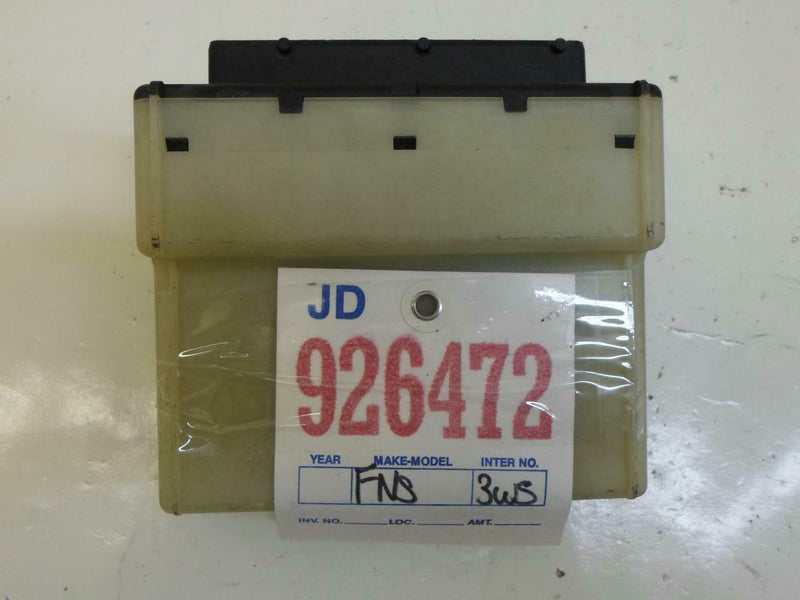 JD
926472
YEAR MAKE-MODEL INTER NO.
FNS 3WS
INV. NO. LOC. AMT.